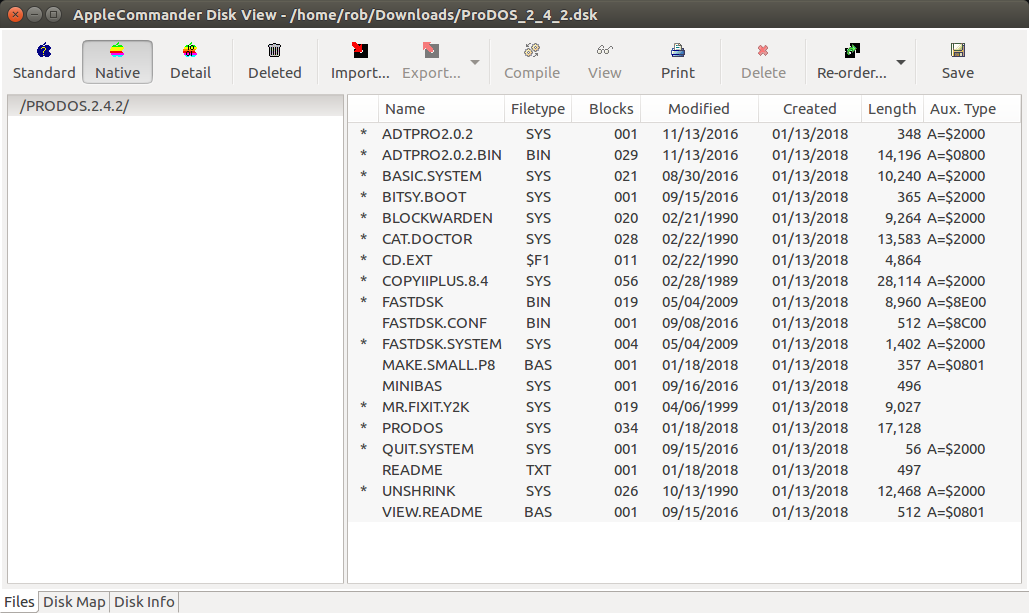 AppleCommander Disk View - /home/rob/Downloads/ProDOS_2_4_2.dsk
Standard Native Detail Deleted Import... Export... Compile View Print Delete Re-order... Save
/PRODOS.2.4.2/
Name Filetype Blocks Modified Created Length Aux. Type
* ADTPRO2.0.2 SYS 001 11/13/2016 01/13/2018 348 A=$2000
* ADTPRO2.0.2.BIN BIN 029 11/13/2016 01/13/2018 14,196 A=$0800
* BASIC.SYSTEM SYS 021 08/30/2016 01/13/2018 10,240 A=$2000
* BITSY.BOOT SYS 001 09/15/2016 01/13/2018 365 A=$2000
* BLOCKWARDEN SYS 020 02/21/1990 01/13/2018 9,264 A=$2000
* CAT.DOCTOR SYS 028 02/22/1990 01/13/2018 13,583 A=$2000
* CD.EXT $F1 011 02/22/1990 01/13/2018 4,864
* COPYIIPLUS.8.4 SYS 056 02/28/1989 01/13/2018 28,114 A=$2000
* FASTDSK BIN 019 05/04/2009 01/13/2018 8,960 A=$8E00
FASTDSK.CONF BIN 001 09/08/2016 01/13/2018 512 A=$8C00
* FASTDSK.SYSTEM SYS 004 05/04/2009 01/13/2018 1,402 A=$2000
MAKE.SMALL.P8 BAS 001 01/18/2018 01/13/2018 357 A=$0801
MINIBAS SYS 001 09/16/2016 01/13/2018 496
* MR.FIXIT.Y2K SYS 019 04/06/1999 01/13/2018 9,027
* PRODOS SYS 034 01/18/2018 01/13/2018 17,128
* QUIT.SYSTEM SYS 001 09/15/2016 01/13/2018 56 A=$2000
README TXT 001 01/18/2018 01/13/2018 497
* UNSHRINK SYS 026 10/13/1990 01/13/2018 12,468 A=$2000
VIEW.README BAS 001 09/15/2016 01/13/2018 512 A=$0801
Files Disk Map Disk Info